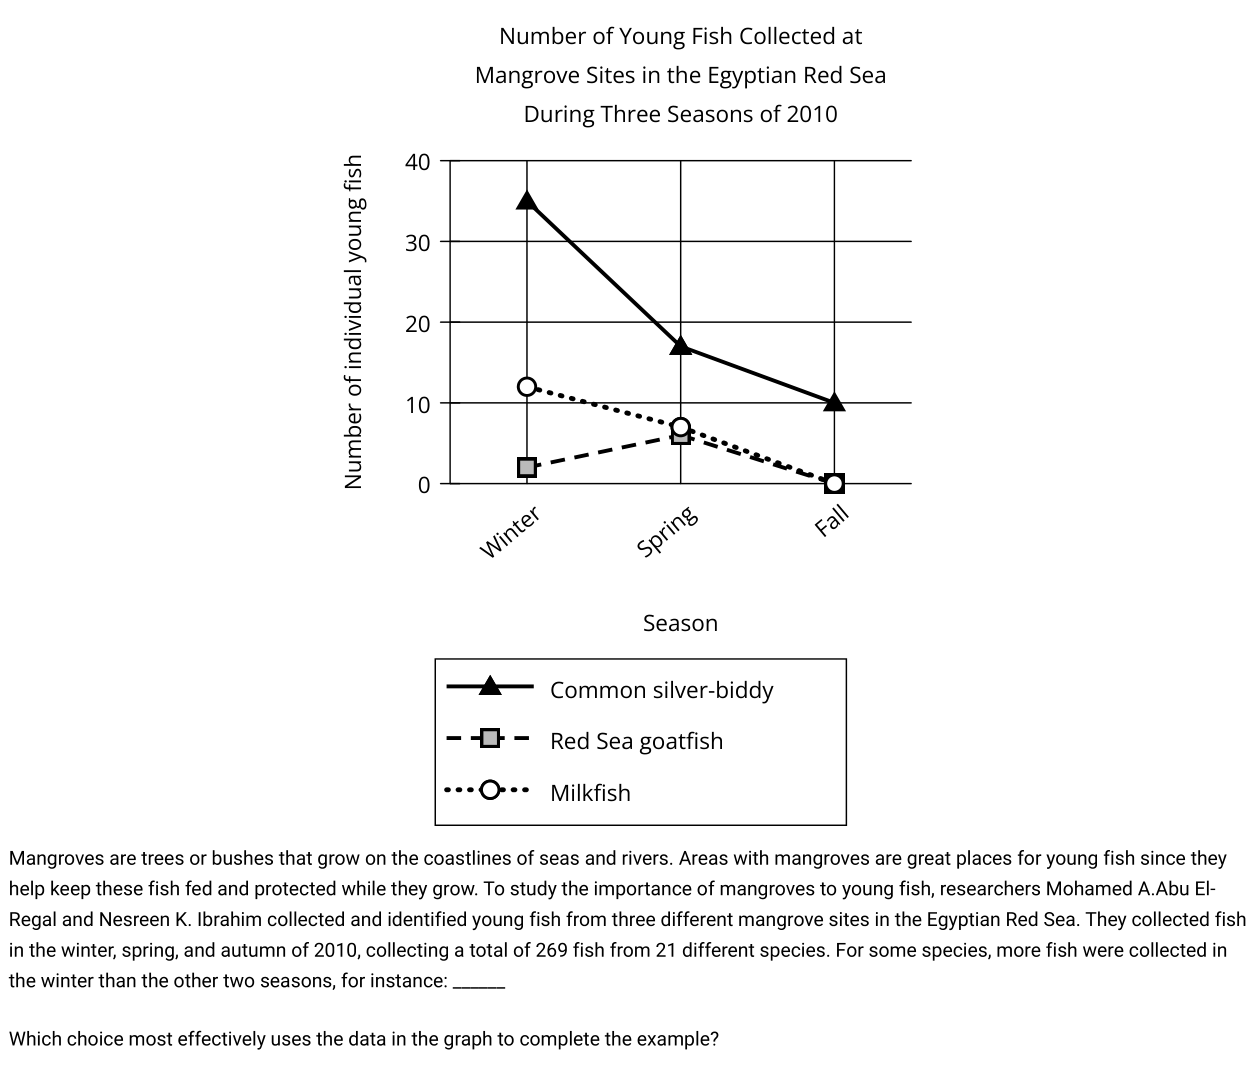 Number of Young Fish Collected at
Mangrove Sites in the Egyptian Red Sea
During Three Seasons of 2010
Number of individual young fish
40
30
20
10
0
Winter
Spring
Fall
Season
Common silver-biddy
Red Sea goatfish
Milkfish
Mangroves are trees or bushes that grow on the coastlines of seas and rivers. Areas with mangroves are great places for young fish since they
help keep these fish fed and protected while they grow. To study the importance of mangroves to young fish, researchers Mohamed A.Abu El-
Regal and Nesreen K. Ibrahim collected and identified young fish from three different mangrove sites in the Egyptian Red Sea. They collected fish
in the winter, spring, and autumn of 2010, collecting a total of 269 fish from 21 different species. For some species, more fish were collected in
the winter than the other two seasons, for instance: ______
Which choice most effectively uses the data in the graph to complete the example?